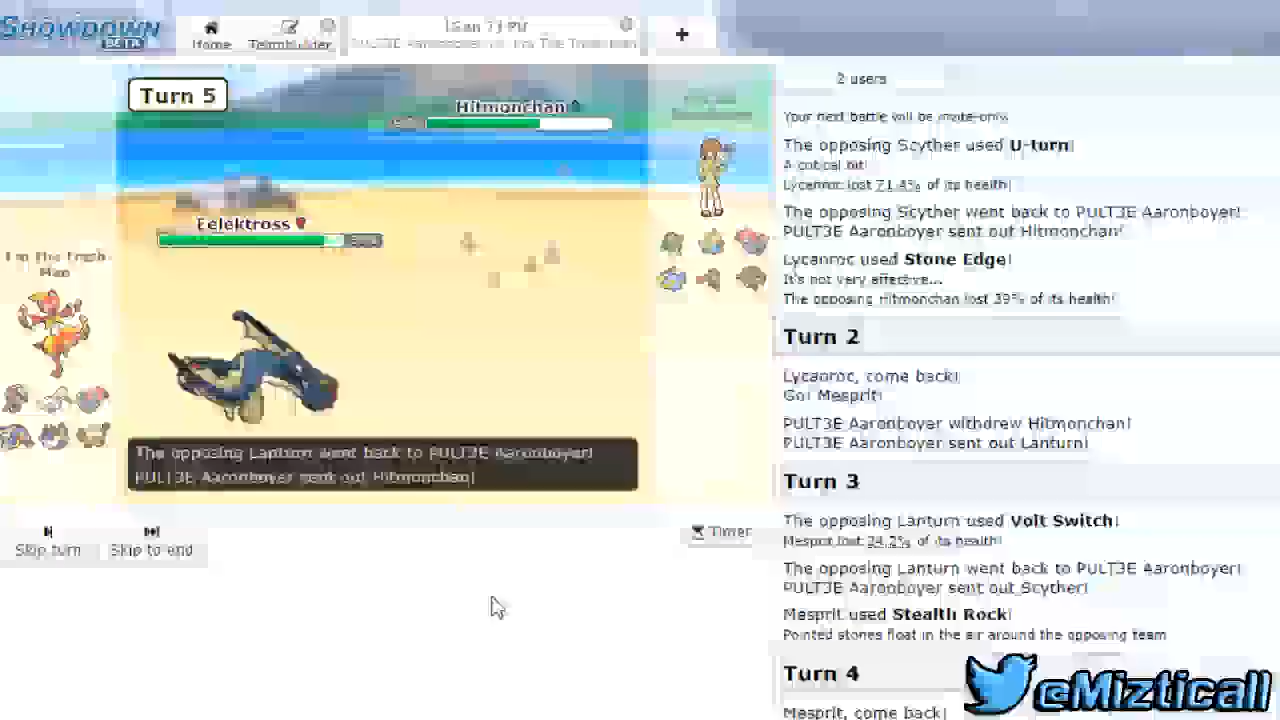 SHOWDOWN
BETA
Home
Teambuilder
+
Turn 5
Hitmonchan
Eelektross
The opposing Lanturn went back to PULT3E Aaronboyer!
PULT3E Aaronboyer sent out Hitmonchan!
Skip turn
Skip to end
Timer
2 users
Your next battle will be invite-only.
The opposing Scyther used U-turn!
A critical hit!
Lycanroc lost 71.4% of its health!
The opposing Scyther went back to PULT3E Aaronboyer!
PULT3E Aaronboyer sent out Hitmonchan!
Lycanroc used Stone Edge!
It's not very effective...
The opposing Hitmonchan lost 39% of its health!
Turn 2
Lycanroc, come back!
Go! Mesprit!
PULT3E Aaronboyer withdrew Hitmonchan!
PULT3E Aaronboyer sent out Lanturn!
Turn 3
The opposing Lanturn used Volt Switch!
Mesprit lost 24.2% of its health!
The opposing Lanturn went back to PULT3E Aaronboyer!
PULT3E Aaronboyer sent out Scyther!
Mesprit used Stealth Rock!
Pointed stones float in the air around the opposing team
Turn 4
Mesprit, come back!
@Mizticall